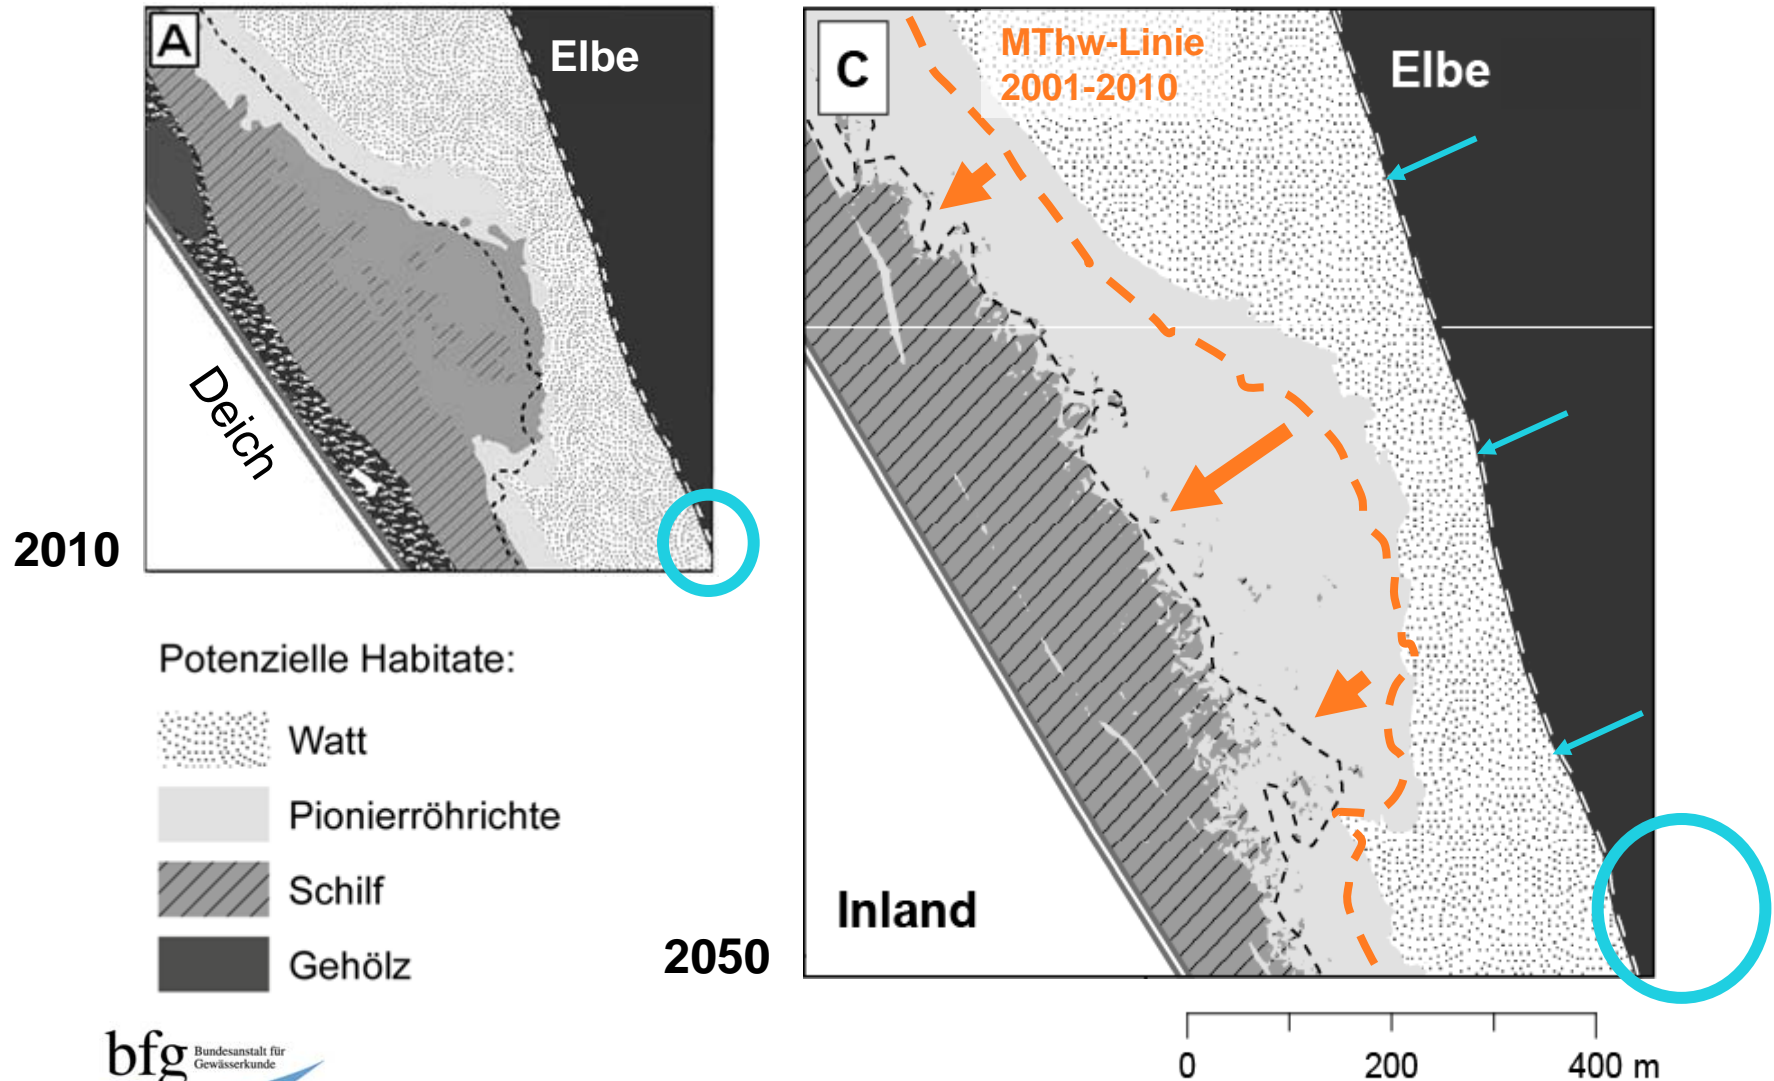 A
Elbe
Deich
2010
C
MThw-Linie
2001-2010
Elbe
Inland
2050
Potenzielle Habitate:
Watt
Pionierröhrichte
Schilf
Gehölz
0 200 400 m
bfg Bundesanstalt für
Gewässerkunde